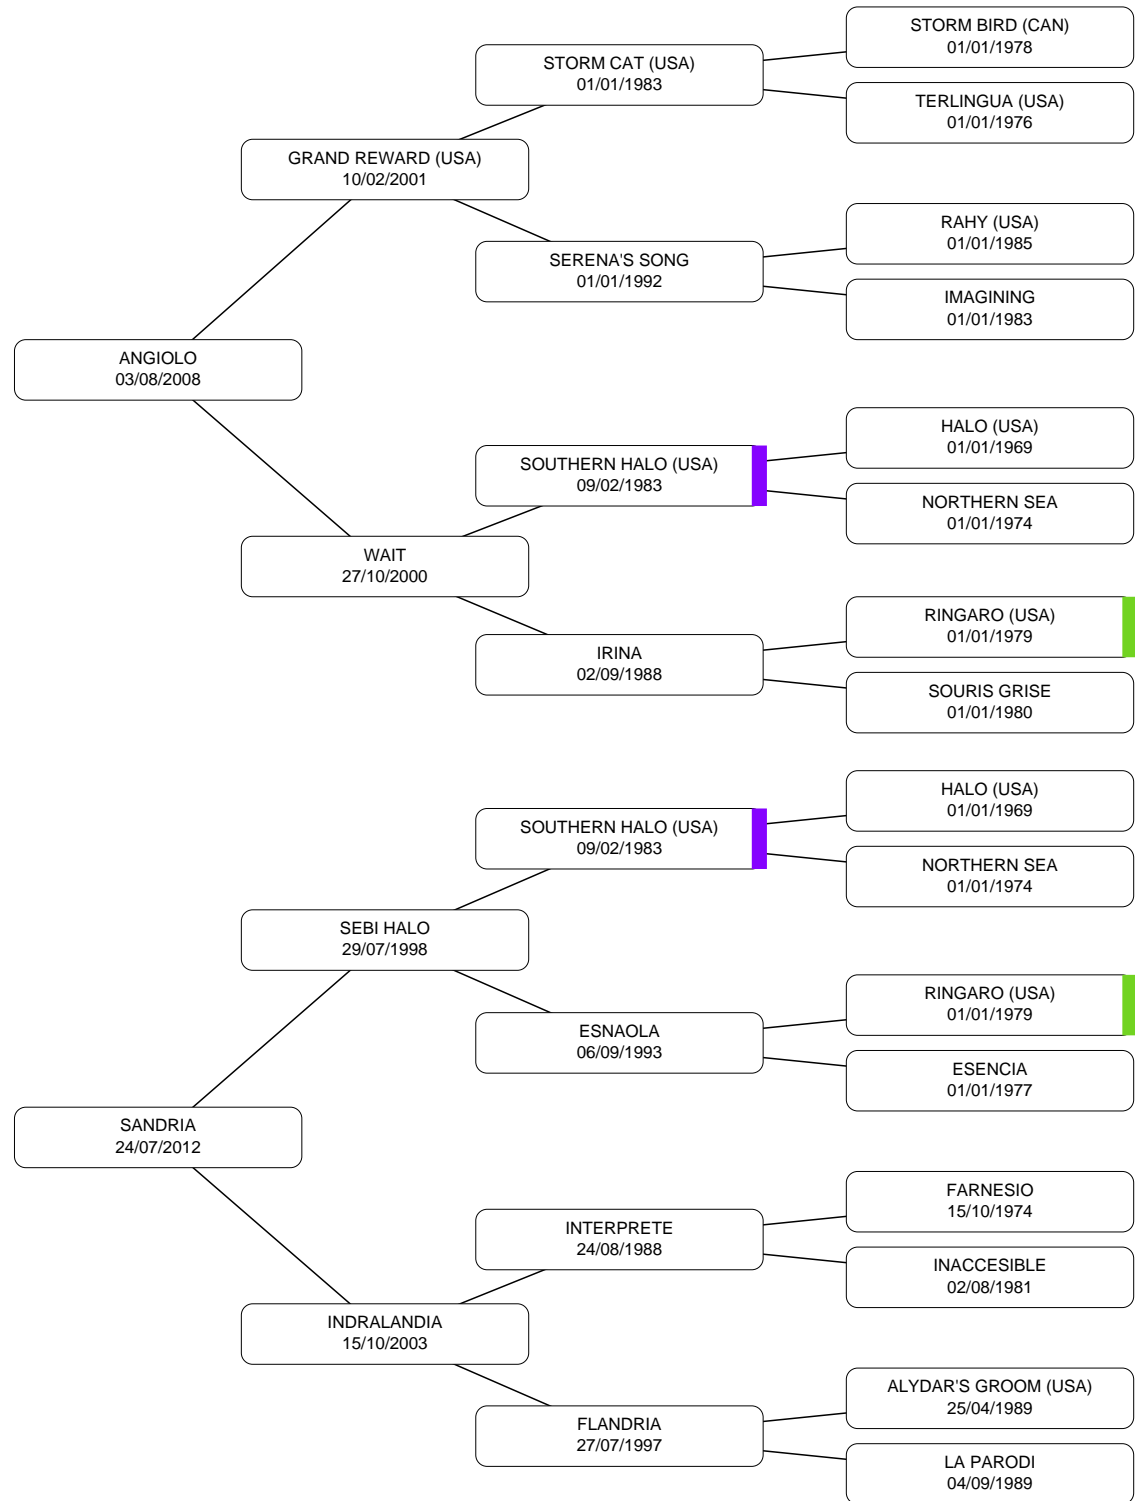 STORM BIRD (CAN)
01/01/1978
STORM CAT (USA)
01/01/1983
TERLINGUA (USA)
01/01/1976
GRAND REWARD (USA)
10/02/2001
RAHY (USA)
01/01/1985
SERENA'S SONG
01/01/1992
IMAGINING
01/01/1983
ANGIOLO
03/08/2008
HALO (USA)
01/01/1969
SOUTHERN HALO (USA)
09/02/1983
NORTHERN SEA
01/01/1974
WAIT
27/10/2000
RINGARO (USA)
01/01/1979
IRINA
02/09/1988
SOURIS GRISE
01/01/1980
HALO (USA)
01/01/1969
SOUTHERN HALO (USA)
09/02/1983
NORTHERN SEA
01/01/1974
SEBI HALO
29/07/1998
RINGARO (USA)
01/01/1979
ESNAOLA
06/09/1993
ESENCIA
01/01/1977
SANDRIA
24/07/2012
FARNESIO
15/10/1974
INTERPRETE
24/08/1988
INACCESIBLE
02/08/1981
INDRALANDIA
15/10/2003
ALYDAR'S GROOM (USA)
25/04/1989
FLANDRIA
27/07/1997
LA PARODI
04/09/1989